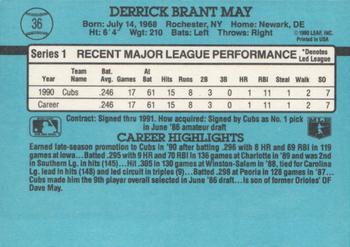 36
DERRICK BRANT MAY
Born: July 14, 1968 Rochester, NY Home: Newark, DE
Ht: 6'4" Wgt: 210 Bats: Left Throws: Right
© 1990 LEAF, INC.
Printed in USA
Series 1 RECENT MAJOR LEAGUE PERFORMANCE *Denotes Led League
Year Team Name Bat. Avg. Games At Bat Hits Runs 2B 3B HR RBI Steal Walk SO
1990 Cubs .246 17 61 15 8 3 0 1 11 1 2 7
Career .246 17 61 15 8 3 0 1 11 1 2 7
Contract: Signed thru 1991. How acquired: Signed by Cubs as No. 1 pick in June '86 amateur draft
CAREER HIGHLIGHTS
Earned late-season promotion to Cubs in '90 after batting .296 with 8 HR and 69 RBI in 119
games at Iowa...Batted .295 with 9 HR and 70 RBI in 136 games at Charlotte in '89 and was 2nd in
Southern Lg. in hits (145)...Hit .305 in 130 games at Winston-Salem in '88, tied for Carolina
Lg. lead in hits (148) and led circuit in triples (9)...Batted .298 at Peoria in 128 games in '87...
Cubs made him the 9th player overall selected in June '86 draft...Is son of former Orioles' OF
Dave May.